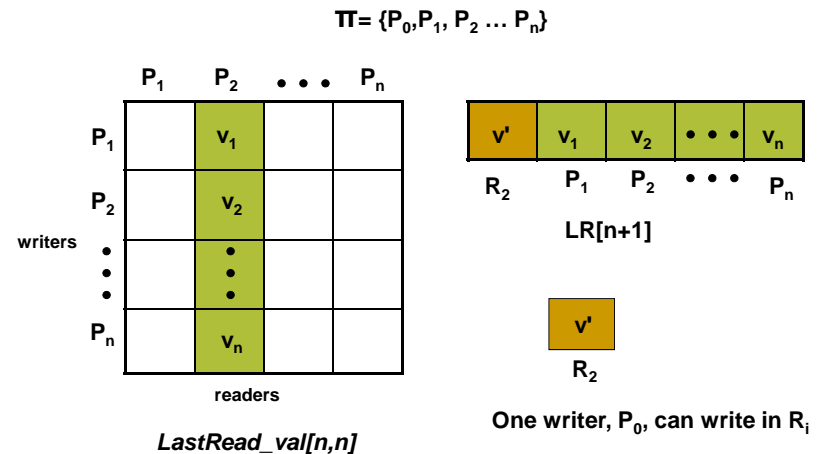 π = {P₀,P₁, P₂ … Pₙ}
P₁ P₂ • • • Pₙ
P₁ v₁
P₂ v₂
writers
Pₙ vₙ
readers
LastRead_val[n,n]
v' v₁ v₂ • • • vₙ
R₂ P₁ P₂ • • • Pₙ
LR[n+1]
v'
R₂
One writer, P₀, can write in Rᵢ